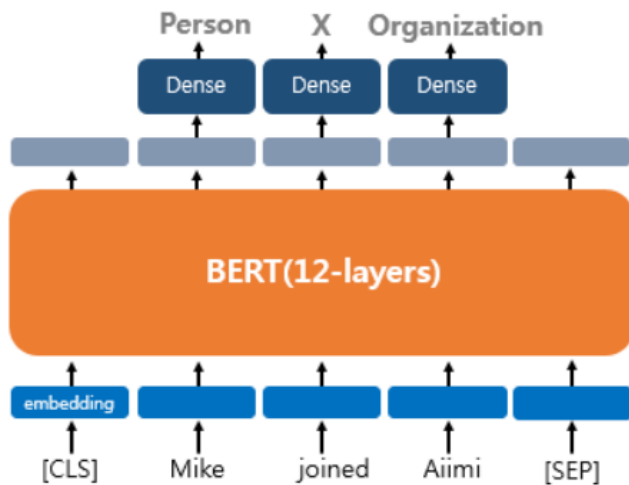 Person X Organization
Dense Dense Dense
BERT(12-layers)
embedding
[CLS] Mike joined Aiimi [SEP]